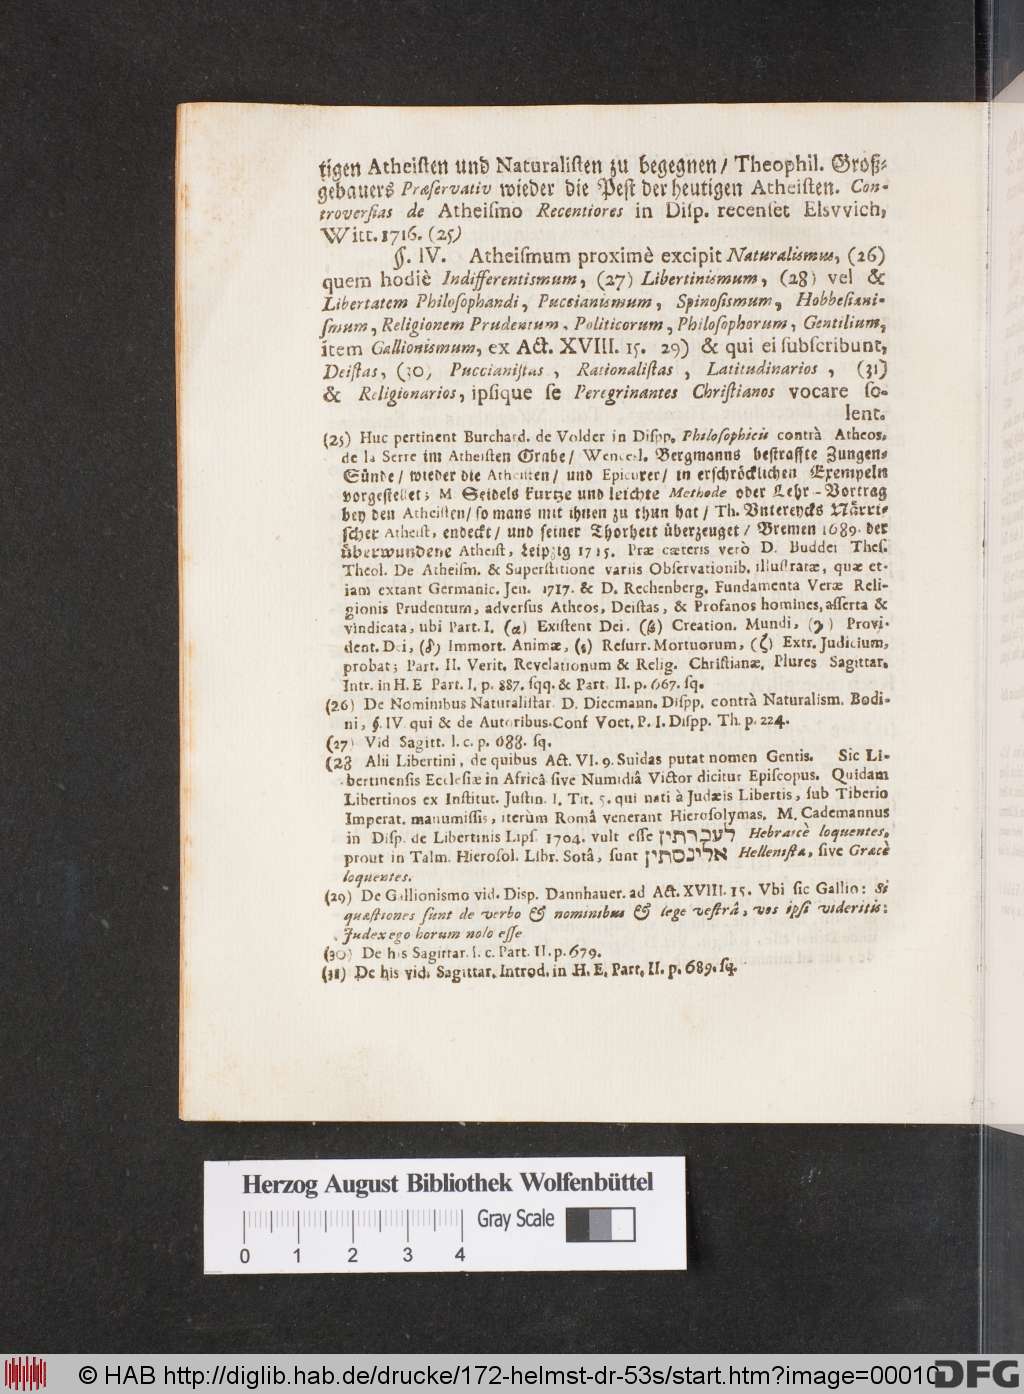 tigen Atheisten und Naturalisten zu begegnen/ Theophil. Groß-
gebauers Præservativ wieder die Pest der heutigen Atheisten. Con-
troversias de Atheismo Recentiores in Disp. recenset Elsvvich,
Witt. 1716. (25)
§. IV. Atheismum proximè excipit Naturalismus, (26)
quem hodiè Indifferentismum, (27) Libertinismum, (28) vel &
Libertatem Philosophandi, Puccianismum, Spinosismum, Hobbesiani-
smum, Religionem Prudentum, Politicorum, Philosophorum, Gentilium,
item Gallionismum, ex Act. XVIII. 15. 29) & qui ei subscribunt,
Deistas, (30) Puccianistas, Rationalistas, Latitudinarios, (31)
& Religionarios, ipsique se Peregrinantes Christianos vocare so-
lent.
(25) Huc pertinent Burchard. de Volder in Dispp. Philosophicis contrà Atheos.
de la Serre im Atheisten Grabe/ Wencesl. Bergmanns bestraffte Zungen-
Sünde/ wieder die Atheisten/ und Epicurer/ in erschröcklichen Exempeln
vorgestellet; M Seidels kurtze und leichte Methode oder Lehr-Vortrag
bey den Atheisten/ so mans mit ihnen zu thun hat/ Th. Vntereycks Närri-
scher Atheist, endeckt/ und seiner Thorheit überzeuget/ Bremen 1689. der
überwundene Atheist, Leipzig 1715. Præ cæteris verò D. Buddei Thes.
Theol. De Atheism. & Superstitione variis Observationib. illustratæ, quæ et-
iam extant Germanic. Jen. 1717. & D. Rechenberg. Fundamenta Veræ Reli-
gionis Prudentum, adversus Atheos, Deistas, & Profanos homines, asserta &
vindicata, ubi Part. I. (α) Existent Dei. (β) Creation. Mundi, (γ) Provi-
dent. Dei, (δ) Immort. Animæ, (ε) Resurr. Mortuorum, (ζ) Extr. Judicium,
probat; Part. II. Verit. Revelationum & Relig. Christianæ. Plures Sagittar.
Intr. in H. E Part. I. p. 887. sqq. & Part. II. p. 667. sq.
(26) De Nominibus Naturalistar. D. Diecmann. Dispp. contrà Naturalism. Bodi-
ni, §. IV qui & de Autoribus. Conf Voet. P. I. Dispp. Th. p. 224.
(27) Vid Sagitt. l. c. p. 688. sq.
(28 Alii Libertini, de quibus Act. VI. 9. Suidas putat nomen Gentis. Sic Li-
bertinensis Ecclesiæ in Africâ sive Numidiâ Victor dicitur Episcopus. Quidam
Libertinos ex Institut. Justin. l. Tit. 5. qui nati à Judæis Libertis, sub Tiberio
Imperat. manumissis, iterùm Româ venerant Hierosolymas. M. Cademannus
in Disp. de Libertinis Lips. 1704. vult esse לעברתין Hebraicè loquentes,
prout in Talm. Hierosol. Libr. Sotâ, sunt אלינסתין Hellenistæ, sive Græcè
loquentes.
(29) De Gallionismo vid. Disp. Dannhauer. ad Act. XVIII. 15. Vbi sic Gallio: Si
quæstiones sunt de verbo & nominibus & lege vestrâ, vos ipsi videritis:
Judex ego horum nolo esse
(30) De his Sagittar. l. c. Part. II. p. 679.
(31) De his vid. Sagittar. Introd. in H. E. Part. II. p. 689. sq.
Herzog August Bibliothek Wolfenbüttel
Gray Scale
0 1 2 3 4
© HAB http://diglib.hab.de/drucke/172-helmst-dr-53s/start.htm?image=00010
DFG